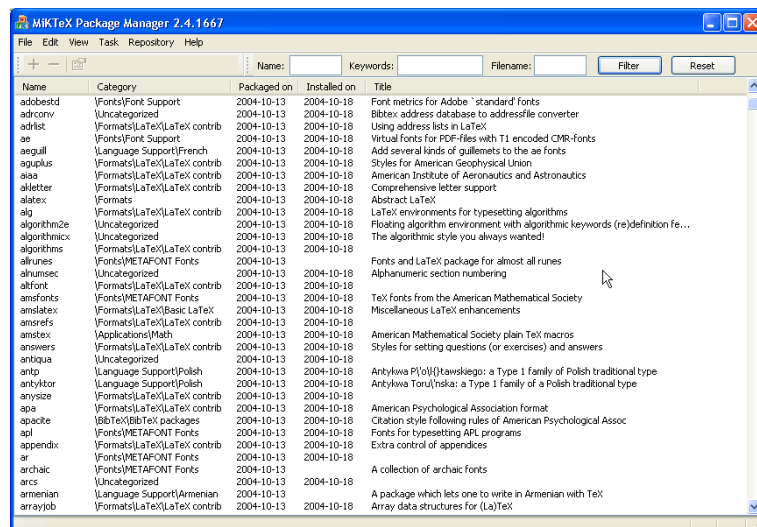 MiKTeX Package Manager 2.4.1667
File Edit View Task Repository Help
Name: Keywords: Filename: Filter Reset
Name Category Packaged on Installed on Title
adobestd \Fonts\Font Support 2004-10-13 2004-10-18 Font metrics for Adobe `standard' fonts
adrconv \Uncategorized 2004-10-13 2004-10-18 Bibtex address database to addressfile converter
adrlist \Formats\LaTeX\LaTeX contrib 2004-10-13 2004-10-18 Using address lists in LaTeX
ae \Fonts\Font Support 2004-10-13 2004-10-18 Virtual fonts for PDF-files with T1 encoded CMR-fonts
aeguill \Language Support\French 2004-10-13 2004-10-18 Add several kinds of guillemets to the ae fonts
aguplus \Formats\LaTeX\LaTeX contrib 2004-10-13 2004-10-18 Styles for American Geophysical Union
aiaa \Formats\LaTeX\LaTeX contrib 2004-10-13 2004-10-18 American Institute of Aeronautics and Astronautics
akletter \Formats\LaTeX\LaTeX contrib 2004-10-13 2004-10-18 Comprehensive letter support
alatex \Formats 2004-10-13 2004-10-18 Abstract LaTeX
alg \Formats\LaTeX\LaTeX contrib 2004-10-13 2004-10-18 LaTeX environments for typesetting algorithms
algorithm2e \Uncategorized 2004-10-13 2004-10-18 Floating algorithm environment with algorithmic keywords (re)definition fe...
algorithmicx \Uncategorized 2004-10-13 2004-10-18 The algorithmic style you always wanted!
algorithms \Formats\LaTeX\LaTeX contrib 2004-10-13 2004-10-18
allrunes \Fonts\METAFONT Fonts 2004-10-13 Fonts and LaTeX package for almost all runes
alnumsec \Uncategorized 2004-10-13 2004-10-18 Alphanumeric section numbering
altfont \Formats\LaTeX\LaTeX contrib 2004-10-13 2004-10-18
amsfonts \Fonts\METAFONT Fonts 2004-10-13 2004-10-18 TeX fonts from the American Mathematical Society
amslatex \Formats\LaTeX\Basic LaTeX 2004-10-13 2004-10-18 Miscellaneous LaTeX enhancements
amsrefs \Formats\LaTeX\LaTeX contrib 2004-10-13 2004-10-18
amstex \Applications\Math 2004-10-13 2004-10-18 American Mathematical Society plain TeX macros
answers \Formats\LaTeX\LaTeX contrib 2004-10-13 2004-10-18 Styles for setting questions (or exercises) and answers
antiqua \Uncategorized 2004-10-13 2004-10-18
antp \Language Support\Polish 2004-10-13 2004-10-18 Antykwa P\'o\l{}tawskiego: a Type 1 family of Polish traditional type
antyktor \Language Support\Polish 2004-10-13 2004-10-18 Antykwa Toru\'nska: a Type 1 family of a Polish traditional type
anysize \Formats\LaTeX\LaTeX contrib 2004-10-13 2004-10-18
apa \Formats\LaTeX\LaTeX contrib 2004-10-13 2004-10-18 American Psychological Association format
apacite \BibTeX\BibTeX packages 2004-10-13 2004-10-18 Citation style following rules of American Psychological Assoc
apl \Fonts\METAFONT Fonts 2004-10-13 2004-10-18 Fonts for typesetting APL programs
appendix \Formats\LaTeX\LaTeX contrib 2004-10-13 2004-10-18 Extra control of appendices
ar \Fonts\METAFONT Fonts 2004-10-13 2004-10-18
archaic \Fonts\METAFONT Fonts 2004-10-13 A collection of archaic fonts
arcs \Uncategorized 2004-10-13 2004-10-18
armenian \Language Support\Armenian 2004-10-13 A package which lets one to write in Armenian with TeX
arrayjob \Formats\LaTeX\LaTeX contrib 2004-10-13 2004-10-18 Array data structures for (La)TeX